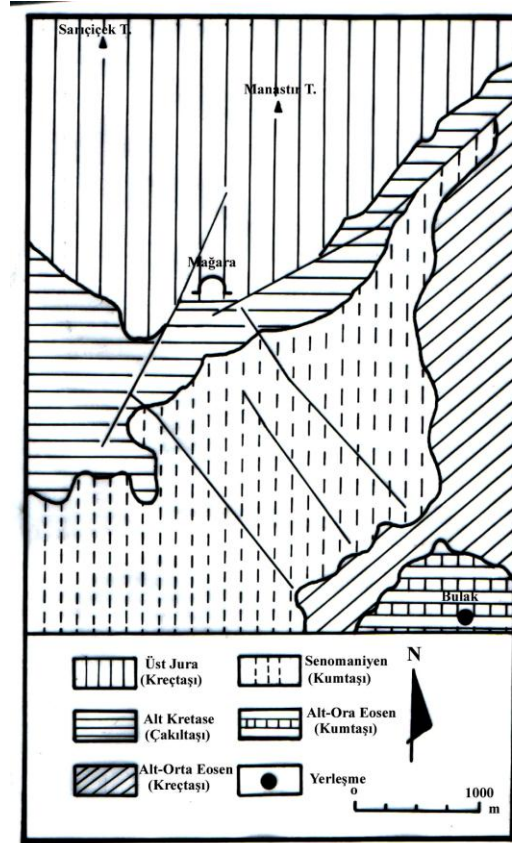 Sarıçiçek T.
Manastır T.
Mağara
Bulak
Üst Jura
(Kreçtaşı)
Senomaniyen
(Kumtaşı)
N
Alt Kretase
(Çakıltaşı)
Alt-Ora Eosen
(Kumtaşı)
Alt-Orta Eosen
(Kreçtaşı)
Yerleşme
0 1000
m